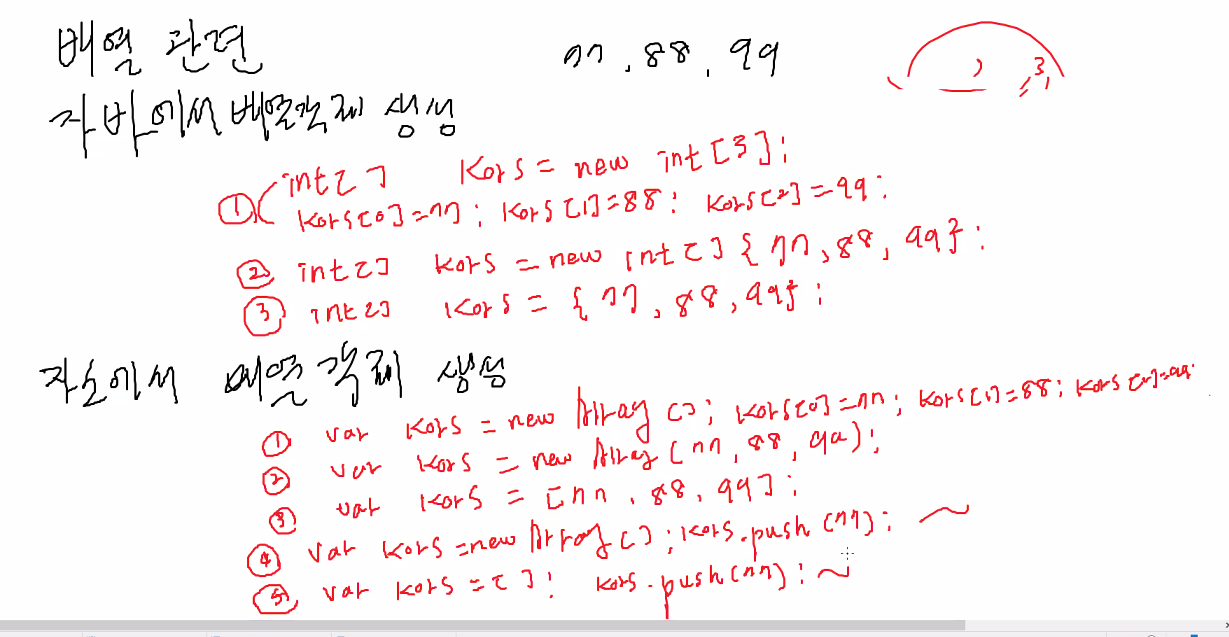 배열 관련
77, 88, 99
, 3,
자바에서 배열객체 생성
① int[] kors = new int[3];
kors[0]=77; kors[1]=88; kors[2]=99;
② int[] kors = new int[] {77, 88, 99};
③ int[] kors = {77, 88, 99};
자스에서 배열객체 생성
① var kors = new Array(); kors[0]=77; kors[1]=88; kors[2]=99;
② var kors = new Array(77, 88, 99);
③ var kors = [77, 88, 99];
④ var kors = new Array(); kors.push(77); ~
⑤ var kors = []; kors.push(77); ~